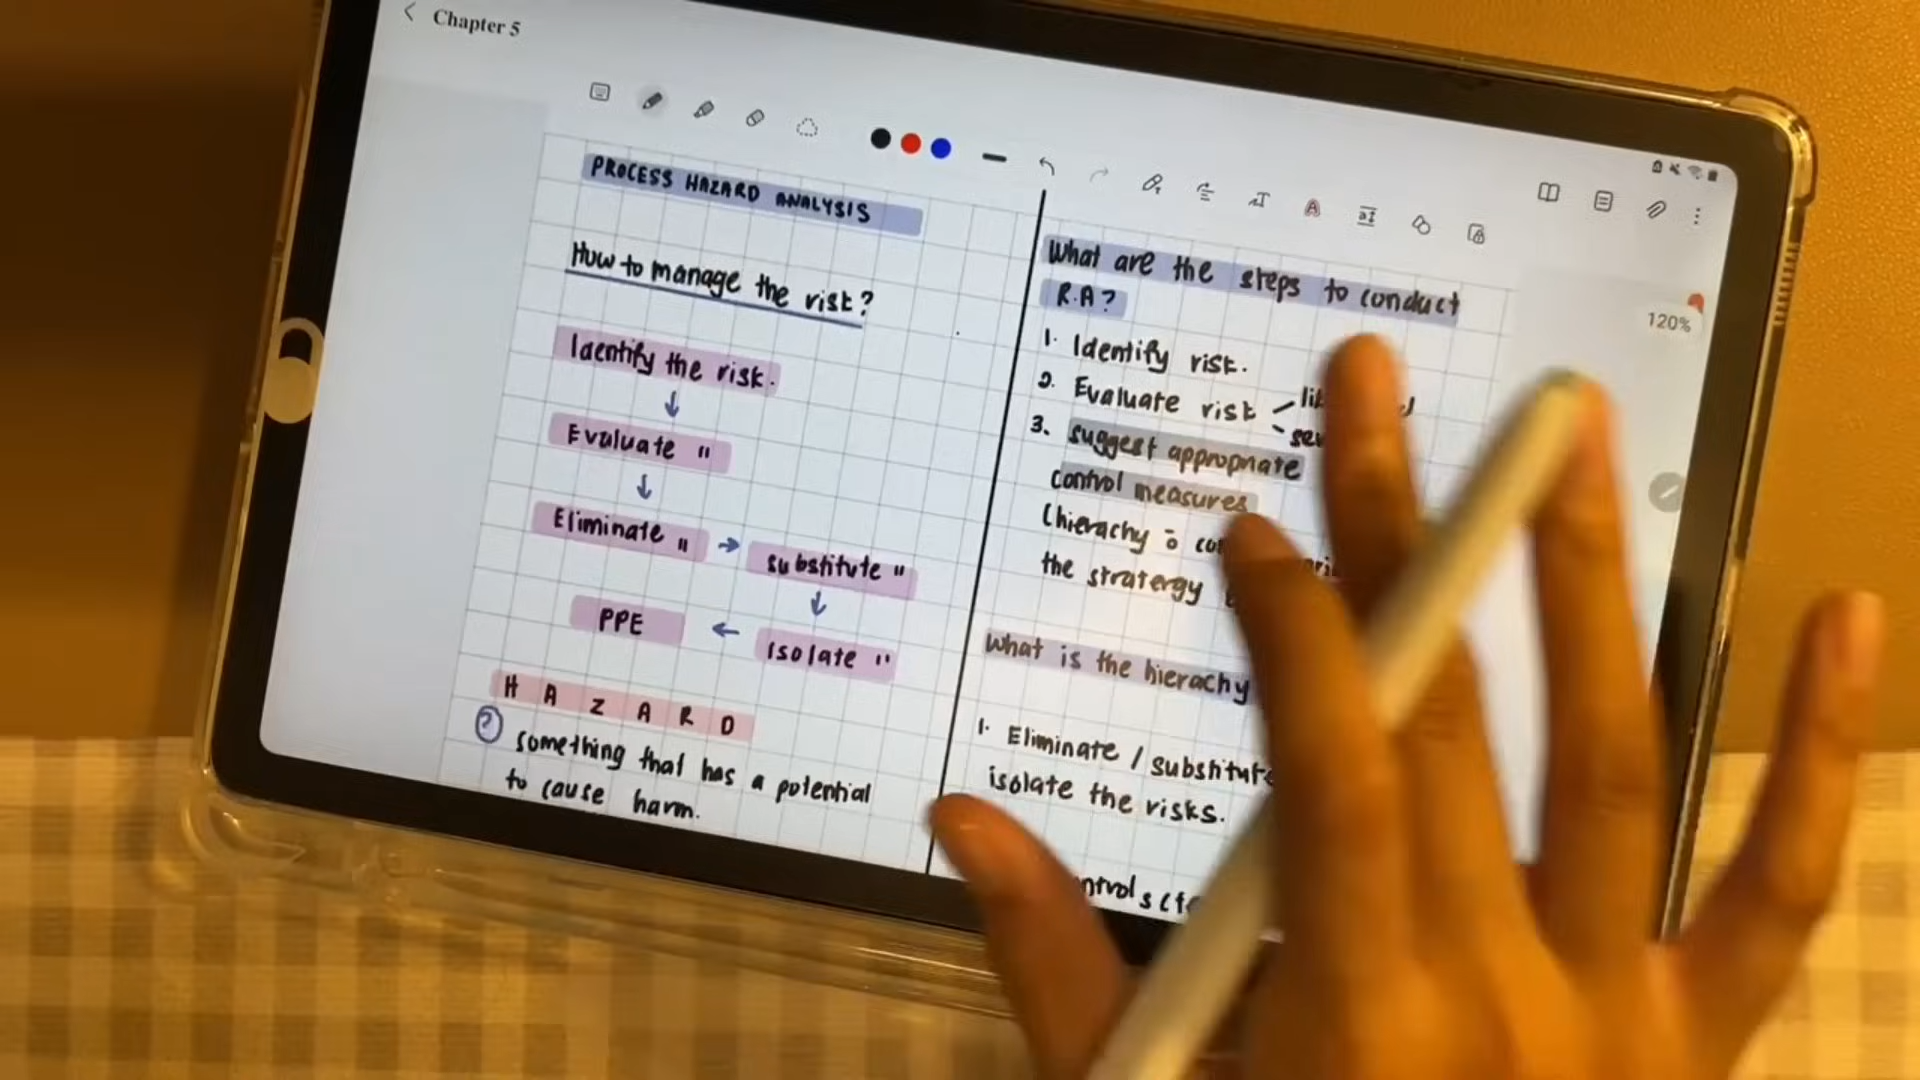 Chapter 5
120%
PROCESS HAZARD ANALYSIS
How to manage the risk?
Identify the risk.
↓
Evaluate "
↓
Eliminate " → substitute "
↓
PPE ← isolate "
H A Z A R D
② something that has a potential
to cause harm.
What are the steps to conduct
R.A?
1. Identify risk.
2. Evaluate risk
3. suggest appropriate
control measures
(hierachy
the stratergy
What is the hierachy
1. Eliminate / substitute
isolate the risks.